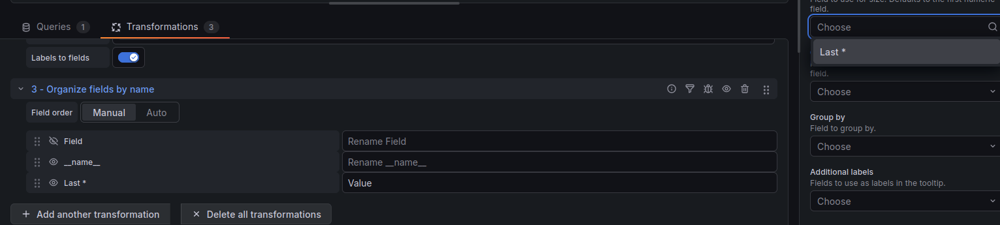 Field to use for size. Defaults to the first numeric
field.
Queries 1 Transformations 3
Choose
Last *
Labels to fields
field.
3 - Organize fields by name
Choose
Field order Manual Auto
Group by
Field to group by.
Field Rename Field
Choose
__name__ Rename __name__
Additional labels
Last * Value
Fields to use as labels in the tooltip.
Choose
Add another transformation Delete all transformations